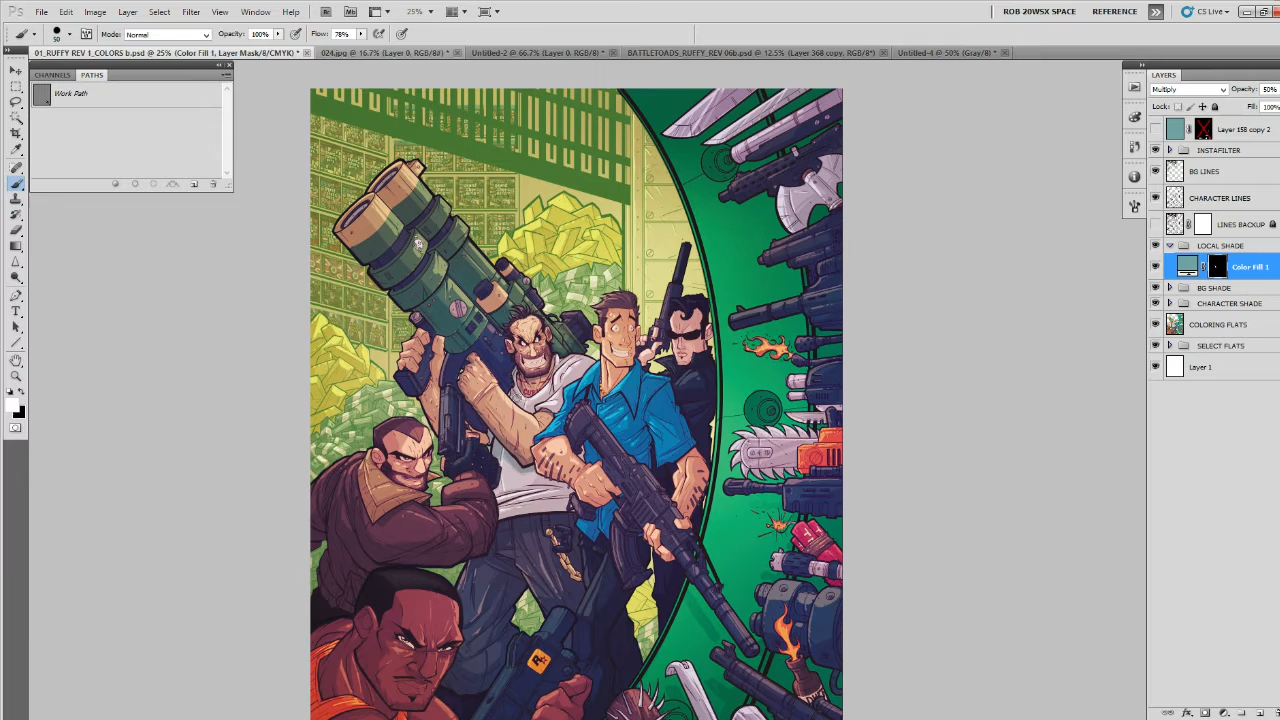 Ps File Edit Image Layer Select Filter View Window Help Br Mb 25% ROB 20WSX SPACE REFERENCE CS Live
50 Mode: Normal Opacity: 100% Flow: 78%
01_RUFFY REV 1_COLORS b.psd @ 25% (Color Fill 1, Layer Mask/8/CMYK) * 024.jpg @ 16.7% (Layer 0, RGB/8#) * Untitled-2 @ 66.7% (Layer 0, RGB/8) * BATTLETOADS_RUFFY_REV 06b.psd @ 12.5% (Layer 368 copy, RGB/8*) Untitled-4 @ 50% (Gray/8) *
CHANNELS PATHS
Work Path
LAYERS
Multiply Opacity: 50%
Lock: Fill: 100%
Layer 158 copy 2
INSTAFILTER
BG LINES
CHARACTER LINES
LINES BACKUP
LOCAL SHADE
Color Fill 1
BG SHADE
CHARACTER SHADE
COLORING FLATS
SELECT FLATS
Layer 1